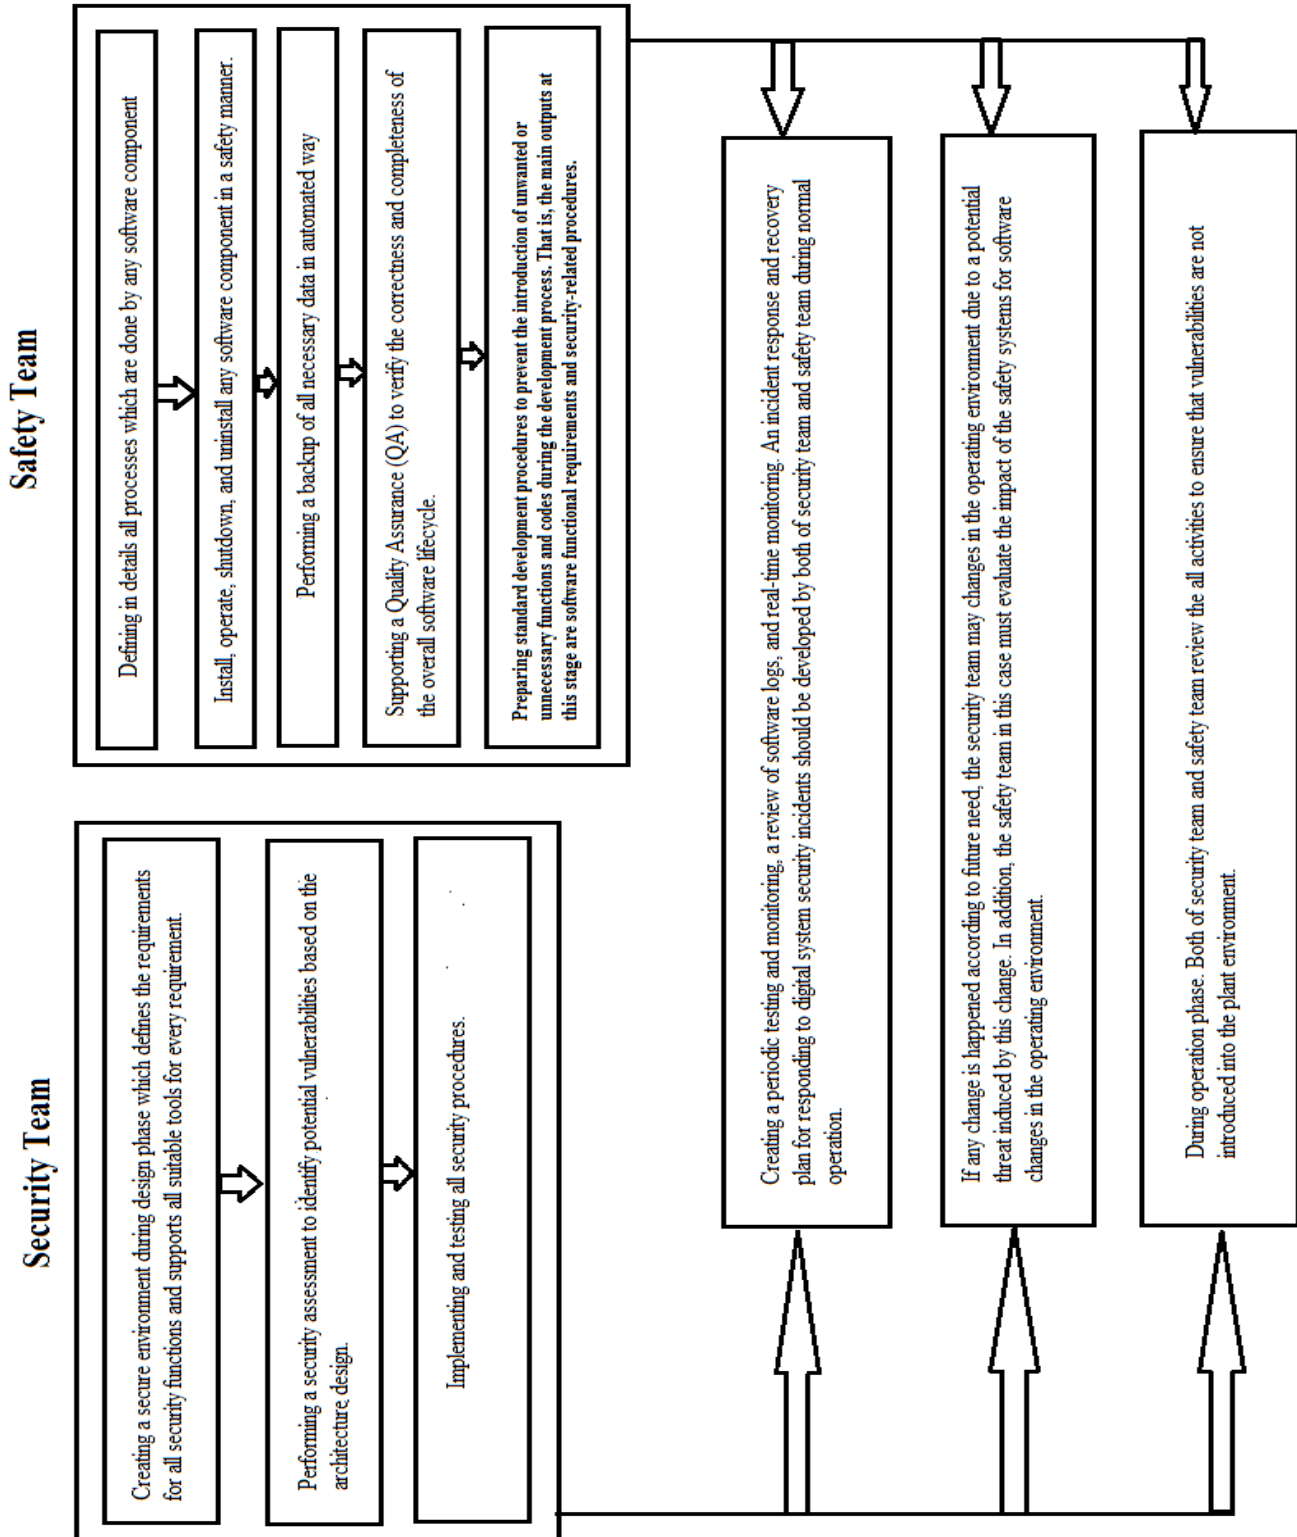 Security Team
Creating a secure environment during design phase which defines the requirements
for all security functions and supports all suitable tools for every requirement.
Performing a security assessment to identify potential vulnerabilities based on the
architecture design.
Implementing and testing all security procedures.
Safety Team
Defining in details all processes which are done by any software component
Install, operate, shutdown, and uninstall any software component in a safety manner.
Performing a backup of all necessary data in automated way
Supporting a Quality Assurance (QA) to verify the correctness and completeness of
the overall software lifecycle.
Preparing standard development procedures to prevent the introduction of unwanted or
unnecessary functions and codes during the development process. That is, the main outputs at
this stage are software functional requirements and security-related procedures.
Creating a periodic testing and monitoring, a review of software logs, and real-time monitoring. An incident response and recovery
plan for responding to digital system security incidents should be developed by both of security team and safety team during normal
operation.
If any change is happened according to future need, the security team may changes in the operating environment due to a potential
threat induced by this change. In addition, the safety team in this case must evaluate the impact of the safety systems for software
changes in the operating environment.
During operation phase. Both of security team and safety team review the all activities to ensure that vulnerabilities are not
introduced into the plant environment.